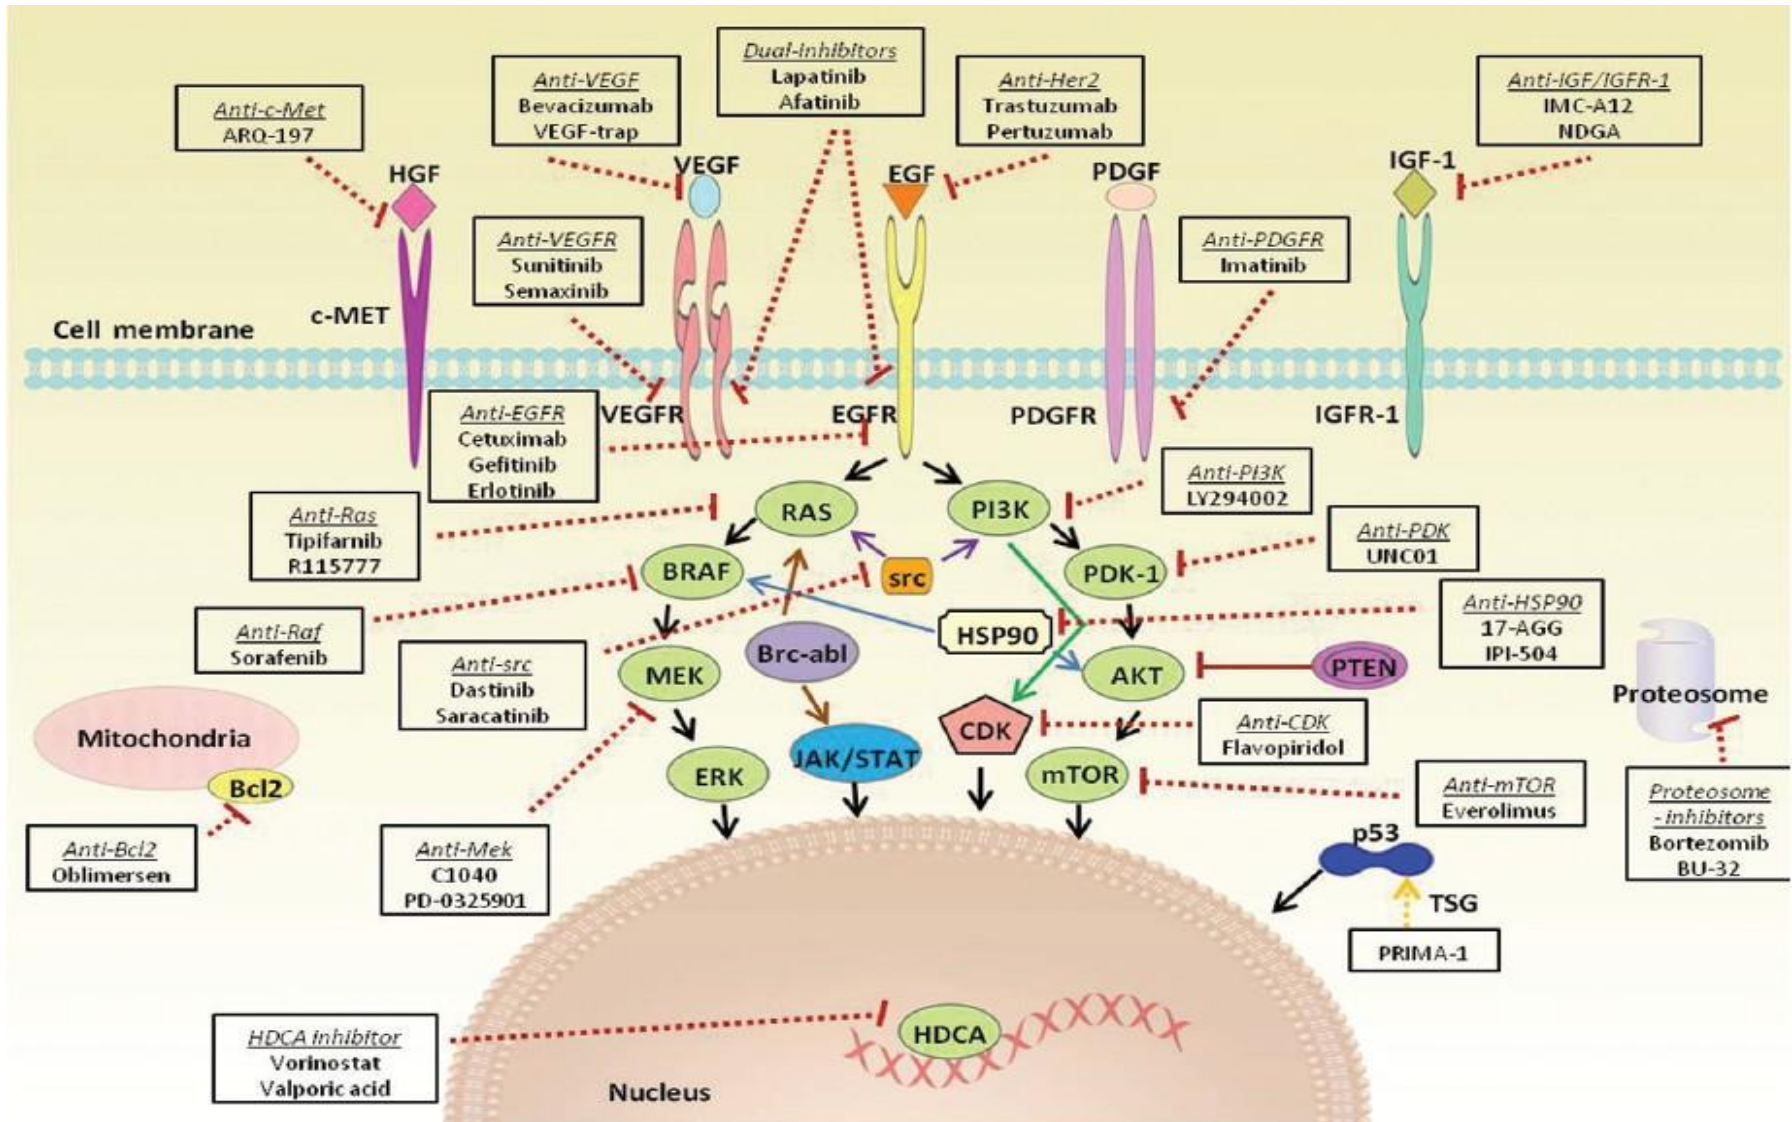 Anti-c-Met
ARQ-197
Anti-VEGF
Bevacizumab
VEGF-trap
Dual-inhibitors
Lapatinib
Afatinib
Anti-Her2
Trastuzumab
Pertuzumab
Anti-IGF/IGFR-1
IMC-A12
NDGA
HGF
VEGF
EGF
PDGF
IGF-1
Anti-VEGFR
Sunitinib
Semaxinib
Anti-PDGFR
Imatinib
Cell membrane
c-MET
VEGFR
EGFR
PDGFR
IGFR-1
Anti-EGFR
Cetuximab
Gefitinib
Erlotinib
Anti-Ras
Tipifarnib
R115777
RAS
PI3K
Anti-PI3K
LY294002
Anti-PDK
UNC01
BRAF
src
PDK-1
Anti-Raf
Sorafenib
Anti-src
Dastinib
Saracatinib
Brc-abl
HSP90
Anti-HSP90
17-AGG
IPI-504
MEK
AKT
PTEN
Proteosome
Mitochondria
Bcl2
ERK
JAK/STAT
CDK
mTOR
Anti-CDK
Flavopiridol
Anti-mTOR
Everolimus
Proteosome
-inhibitors
Bortezomib
BU-32
Anti-Bcl2
Oblimersen
Anti-Mek
C1040
PD-0325901
p53
TSG
PRIMA-1
HDCA inhibitor
Vorinostat
Valporic acid
HDCA
Nucleus